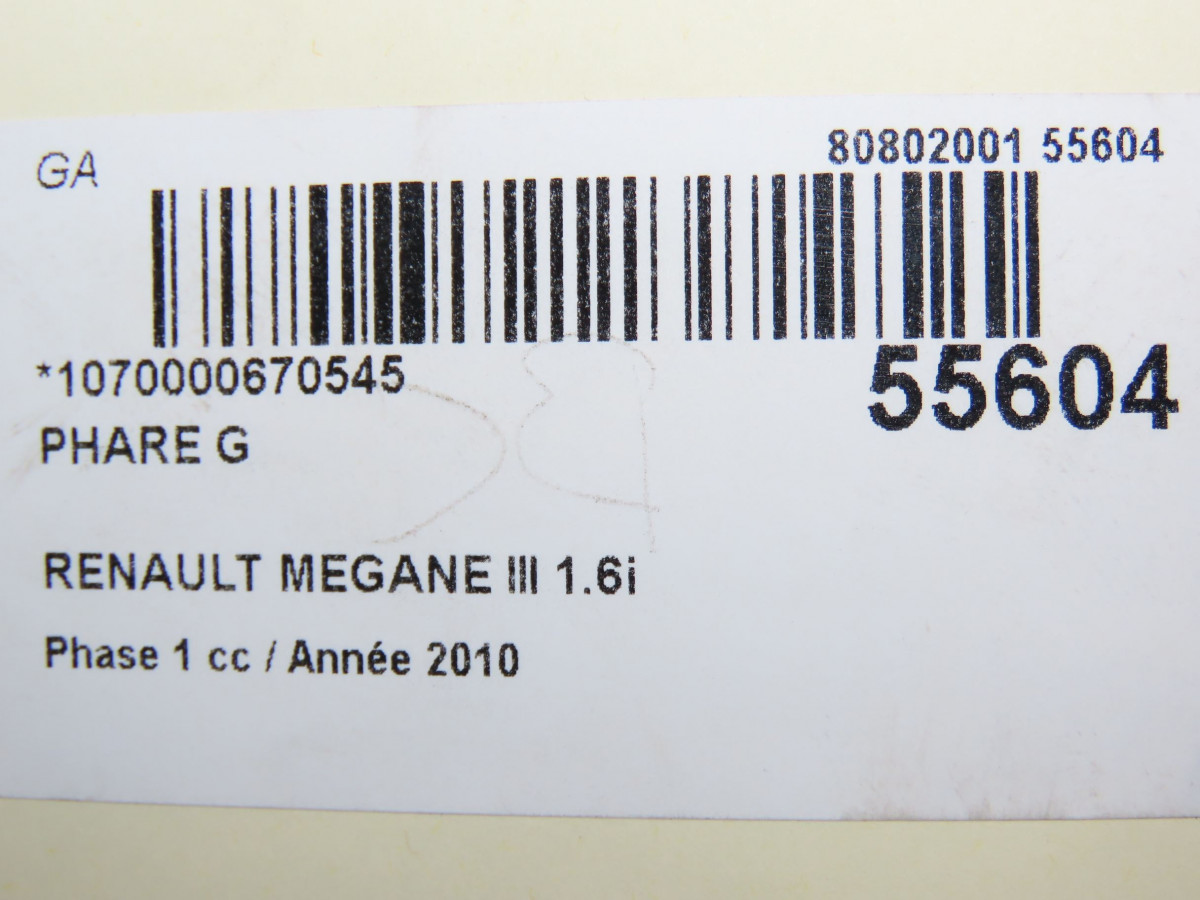 GA
80802001 55604
*1070000670545
55604
PHARE G
RENAULT MEGANE III 1.6i
Phase 1 cc / Année 2010